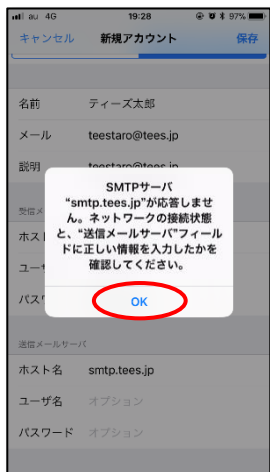 au 4G 19:28 97%
キャンセル 新規アカウント 保存
名前 ティーズ太郎
メール teestaro@tees.jp
説明 teestaro@tees.jp
SMTPサーバ
“smtp.tees.jp”が応答しませ
ん。ネットワークの接続状態
と、“送信メールサーバ”フィール
ドに正しい情報を入力したかを
確認してください。
受信メ
ホスト
ユーザ
パスワ
OK
送信メールサーバ
ホスト名 smtp.tees.jp
ユーザ名 オプション
パスワード オプション